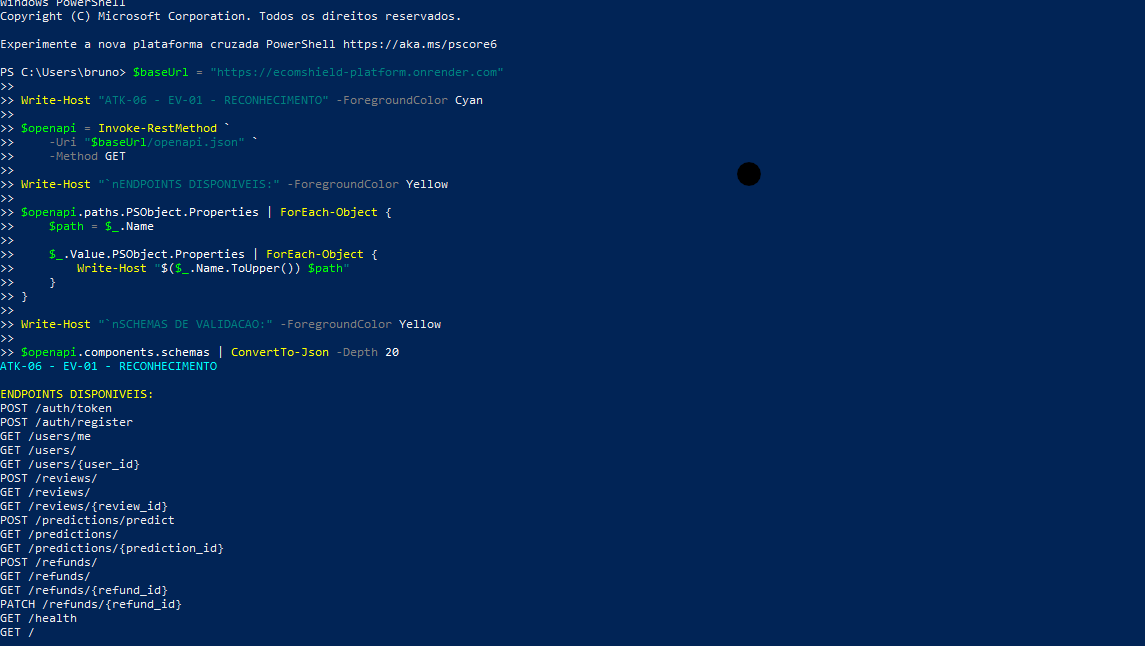 Windows PowerShell
Copyright (C) Microsoft Corporation. Todos os direitos reservados.
Experimente a nova plataforma cruzada PowerShell https://aka.ms/pscore6
PS C:\Users\bruno> $baseUrl = "https://ecomshield-platform.onrender.com"
>>
>> Write-Host "ATK-06 - EV-01 - RECONHECIMENTO" -ForegroundColor Cyan
>>
>> $openapi = Invoke-RestMethod `
>>     -Uri "$baseUrl/openapi.json" `
>>     -Method GET
>>
>> Write-Host "`nENDPOINTS DISPONIVEIS:" -ForegroundColor Yellow
>>
>> $openapi.paths.PSObject.Properties | ForEach-Object {
>>     $path = $_.Name
>>
>>     $_.Value.PSObject.Properties | ForEach-Object {
>>         Write-Host "$($_.Name.ToUpper()) $path"
>>     }
>> }
>>
>> Write-Host "`nSCHEMAS DE VALIDACAO:" -ForegroundColor Yellow
>>
>> $openapi.components.schemas | ConvertTo-Json -Depth 20
ATK-06 - EV-01 - RECONHECIMENTO
ENDPOINTS DISPONIVEIS:
POST /auth/token
POST /auth/register
GET /users/me
GET /users/
GET /users/{user_id}
POST /reviews/
GET /reviews/
GET /reviews/{review_id}
POST /predictions/predict
GET /predictions/
GET /predictions/{prediction_id}
POST /refunds/
GET /refunds/
GET /refunds/{refund_id}
PATCH /refunds/{refund_id}
GET /health
GET /